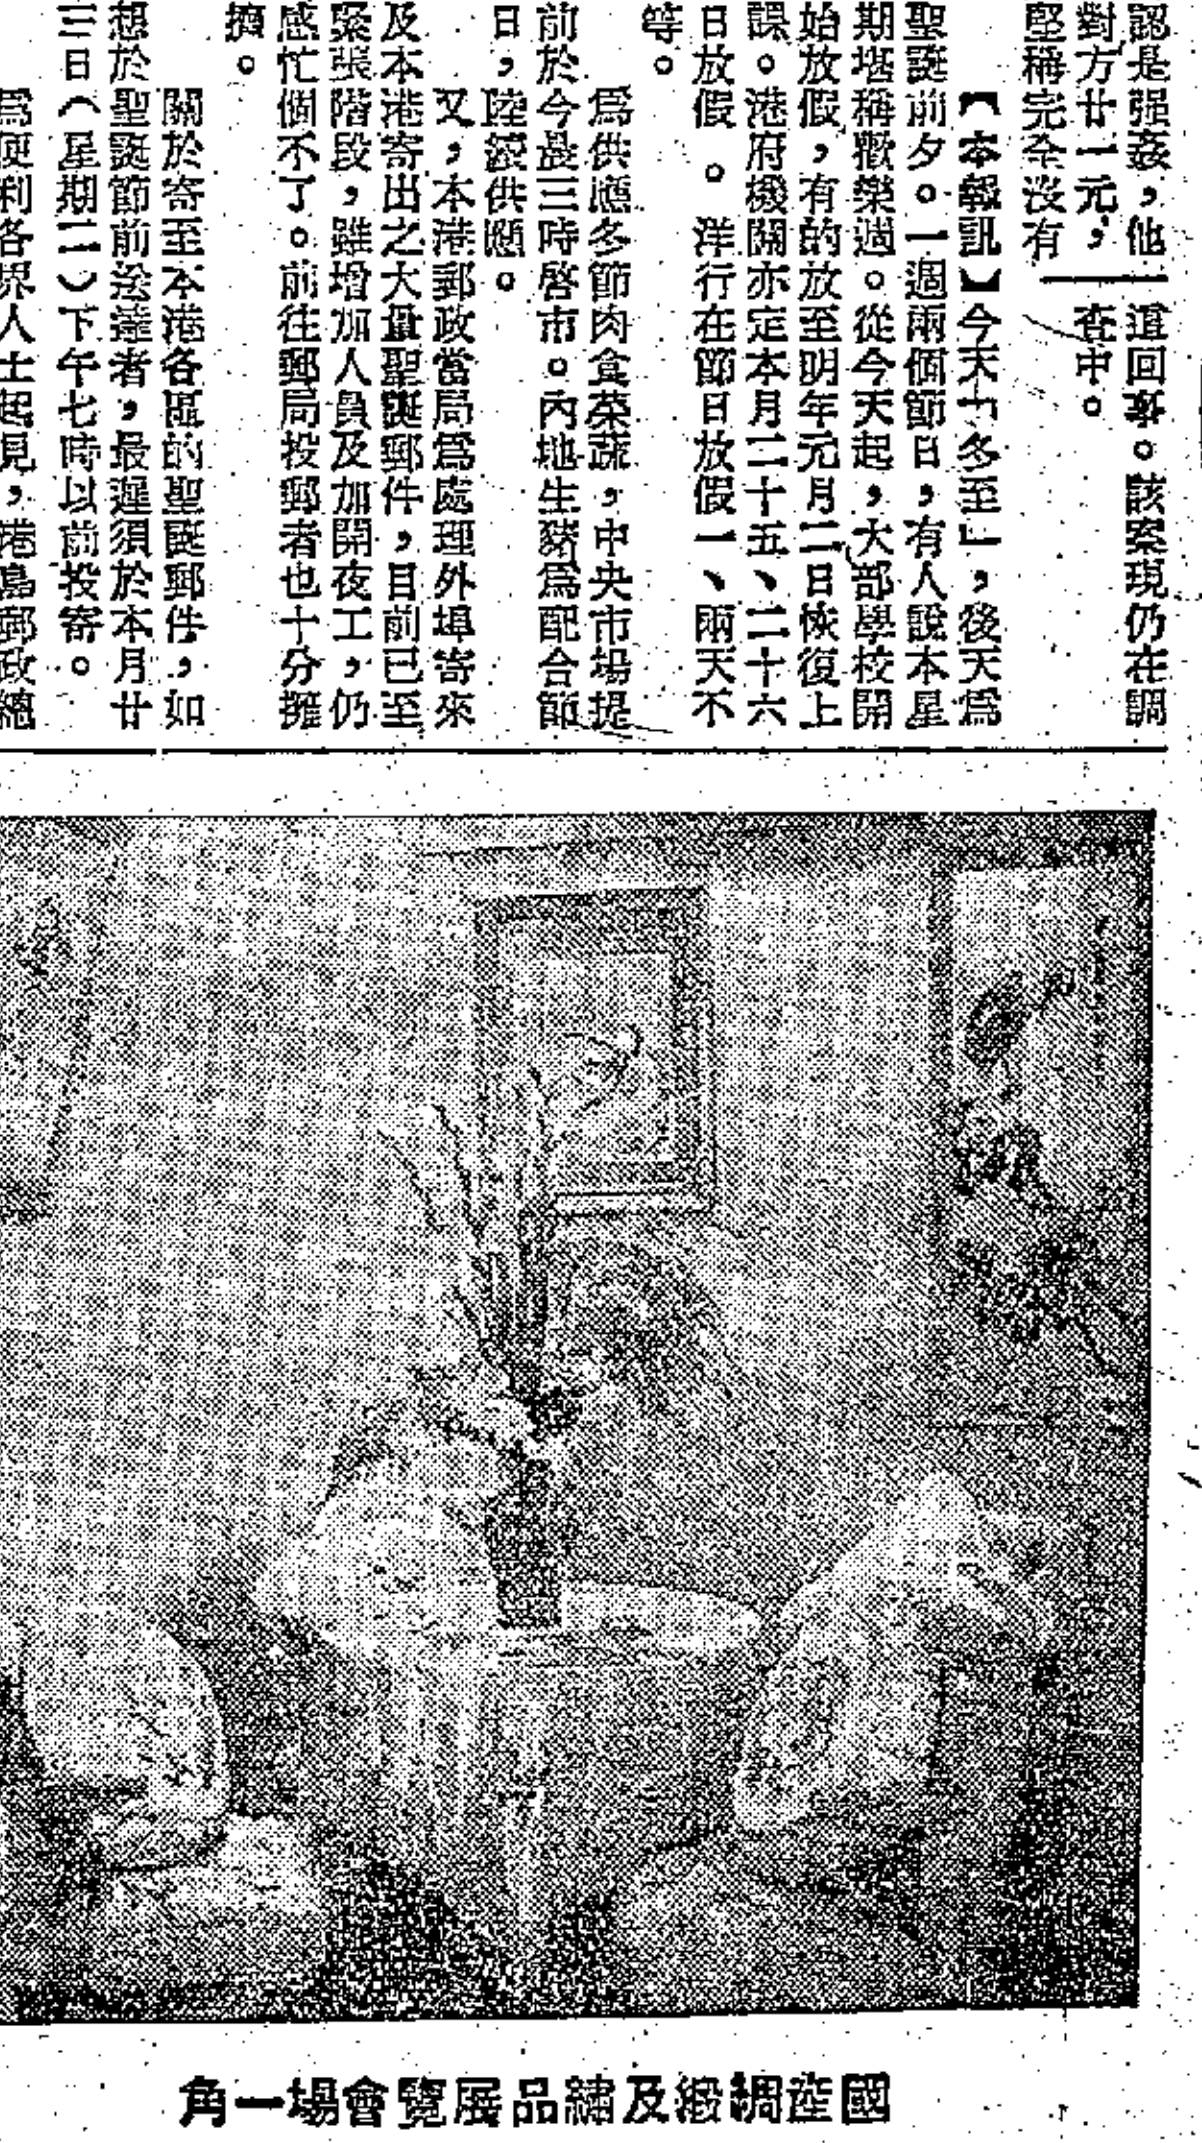 認是强姦，他
對方廿一元，
堅稱完全沒有
這回事。該案現仍在調
查中。
【本報訊】今天「冬至」，後天爲
聖誕前夕。一週兩個節日，有人說本星
期堪稱歡樂週。從今天起，大部學校開
始放假，有的放至明年元月二日恢復上
課。港府機關亦定本月二十五、二十六
日放假。洋行在節日放假一、兩天不
等。
爲供應冬節肉食菜蔬，中央市場提
前於今晨三時啓市。內地生豬爲配合節
日，陸續供應。
又，本港郵政當局爲處理外埠寄來
及本港寄出之大量聖誕郵件，目前已至
緊張階段，雖增加人員及加開夜工，仍
感忙個不了。前往郵局投郵者也十分擁
擠。
關於寄至本港各區的聖誕郵件，如
想於聖誕節前送達者，最遲須於本月廿
三日（星期二）下午七時以前投寄。
爲便利各界人士起見，港島郵政總
國產綢緞及繡品展覽會場一角